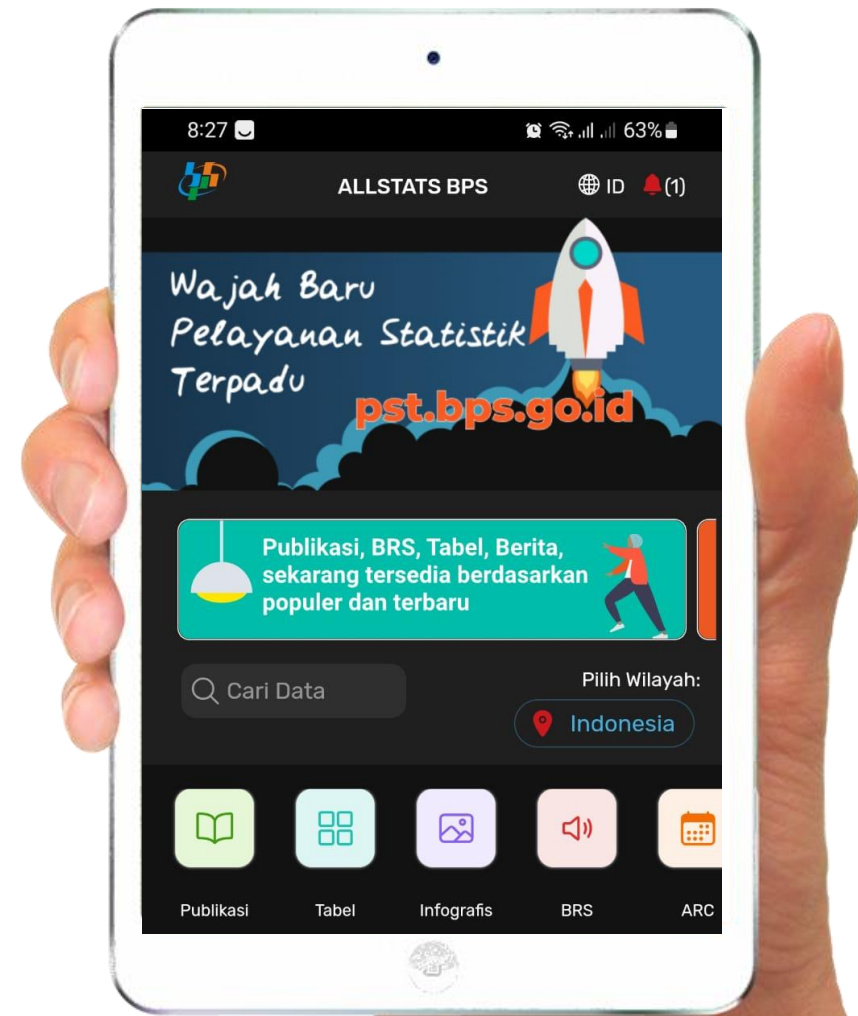 8:27
63%
ALLSTATS BPS
ID
(1)
Wajah Baru
Pelayanan Statistik
Terpadu
pst.bps.go.id
Publikasi, BRS, Tabel, Berita,
sekarang tersedia berdasarkan
populer dan terbaru
Cari Data
Pilih Wilayah:
Indonesia
Publikasi
Tabel
Infografis
BRS
ARC